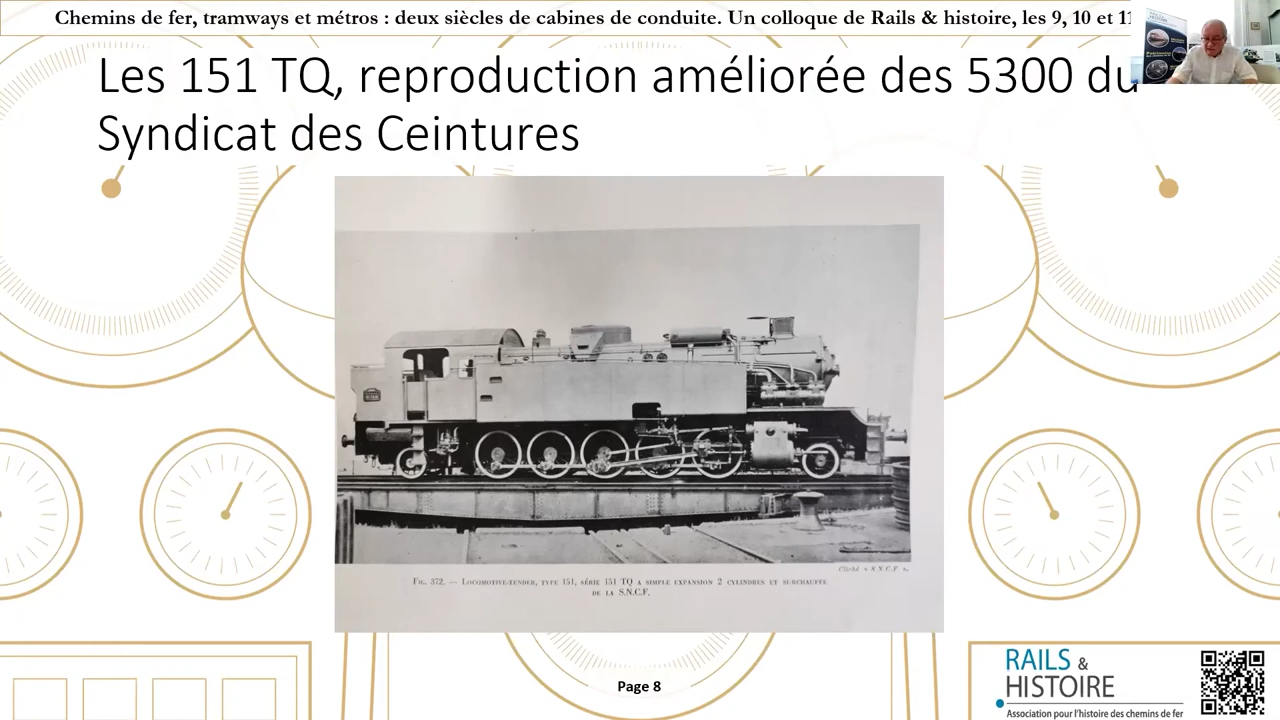 Chemins de fer, tramways et métros : deux siècles de cabines de conduite. Un colloque de Rails & histoire, les 9, 10 et 11
Les 151 TQ, reproduction améliorée des 5300 du
Syndicat des Ceintures
Cliché « S.N.C.F. ».
Fig. 372. — Locomotive-tender, type 151, série 151 TQ a simple expansion 2 cylindres et surchauffe
de la S.N.C.F.
Page 8
RAILS &
HISTOIRE
Association pour l'histoire des chemins de fer